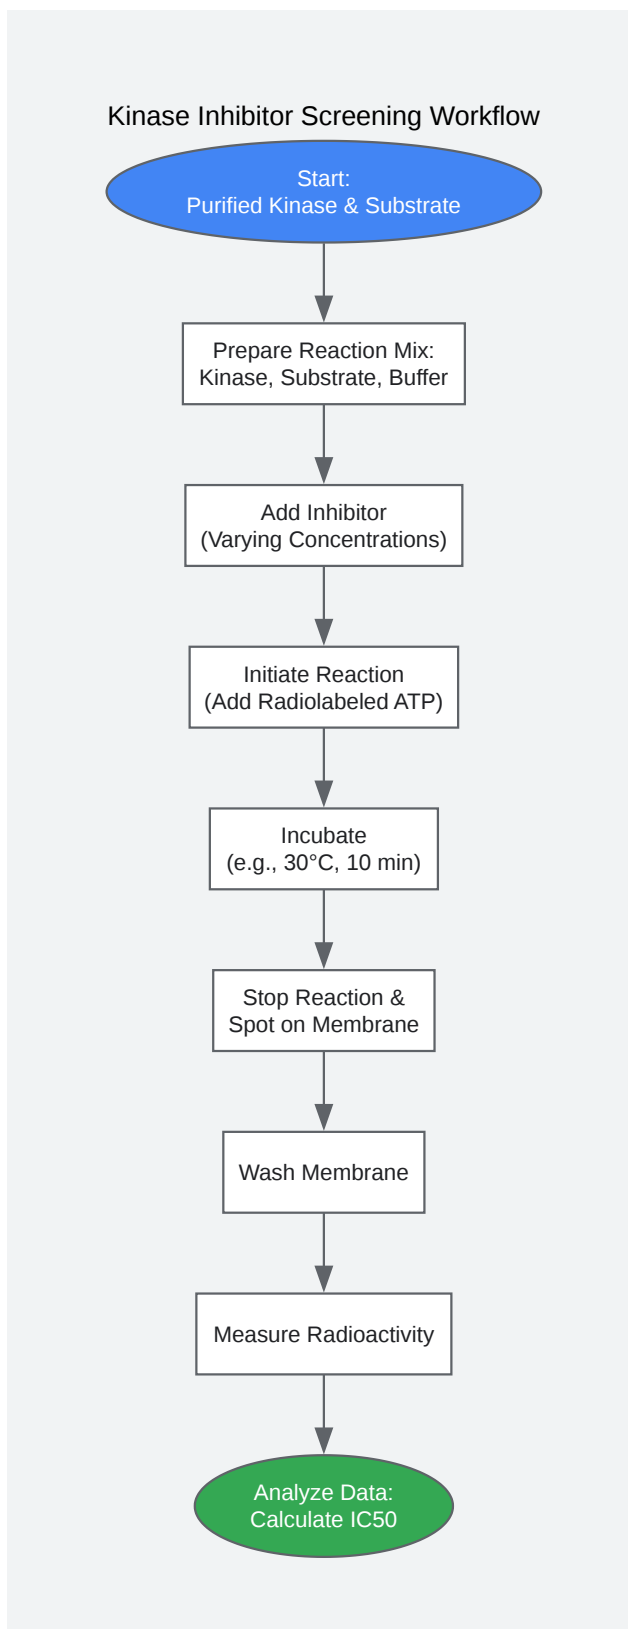 Kinase Inhibitor Screening Workflow
Start:
Purified Kinase & Substrate
Prepare Reaction Mix:
Kinase, Substrate, Buffer
Add Inhibitor
(Varying Concentrations)
Initiate Reaction
(Add Radiolabeled ATP)
Incubate
(e.g., 30°C, 10 min)
Stop Reaction &
Spot on Membrane
Wash Membrane
Measure Radioactivity
Analyze Data:
Calculate IC50